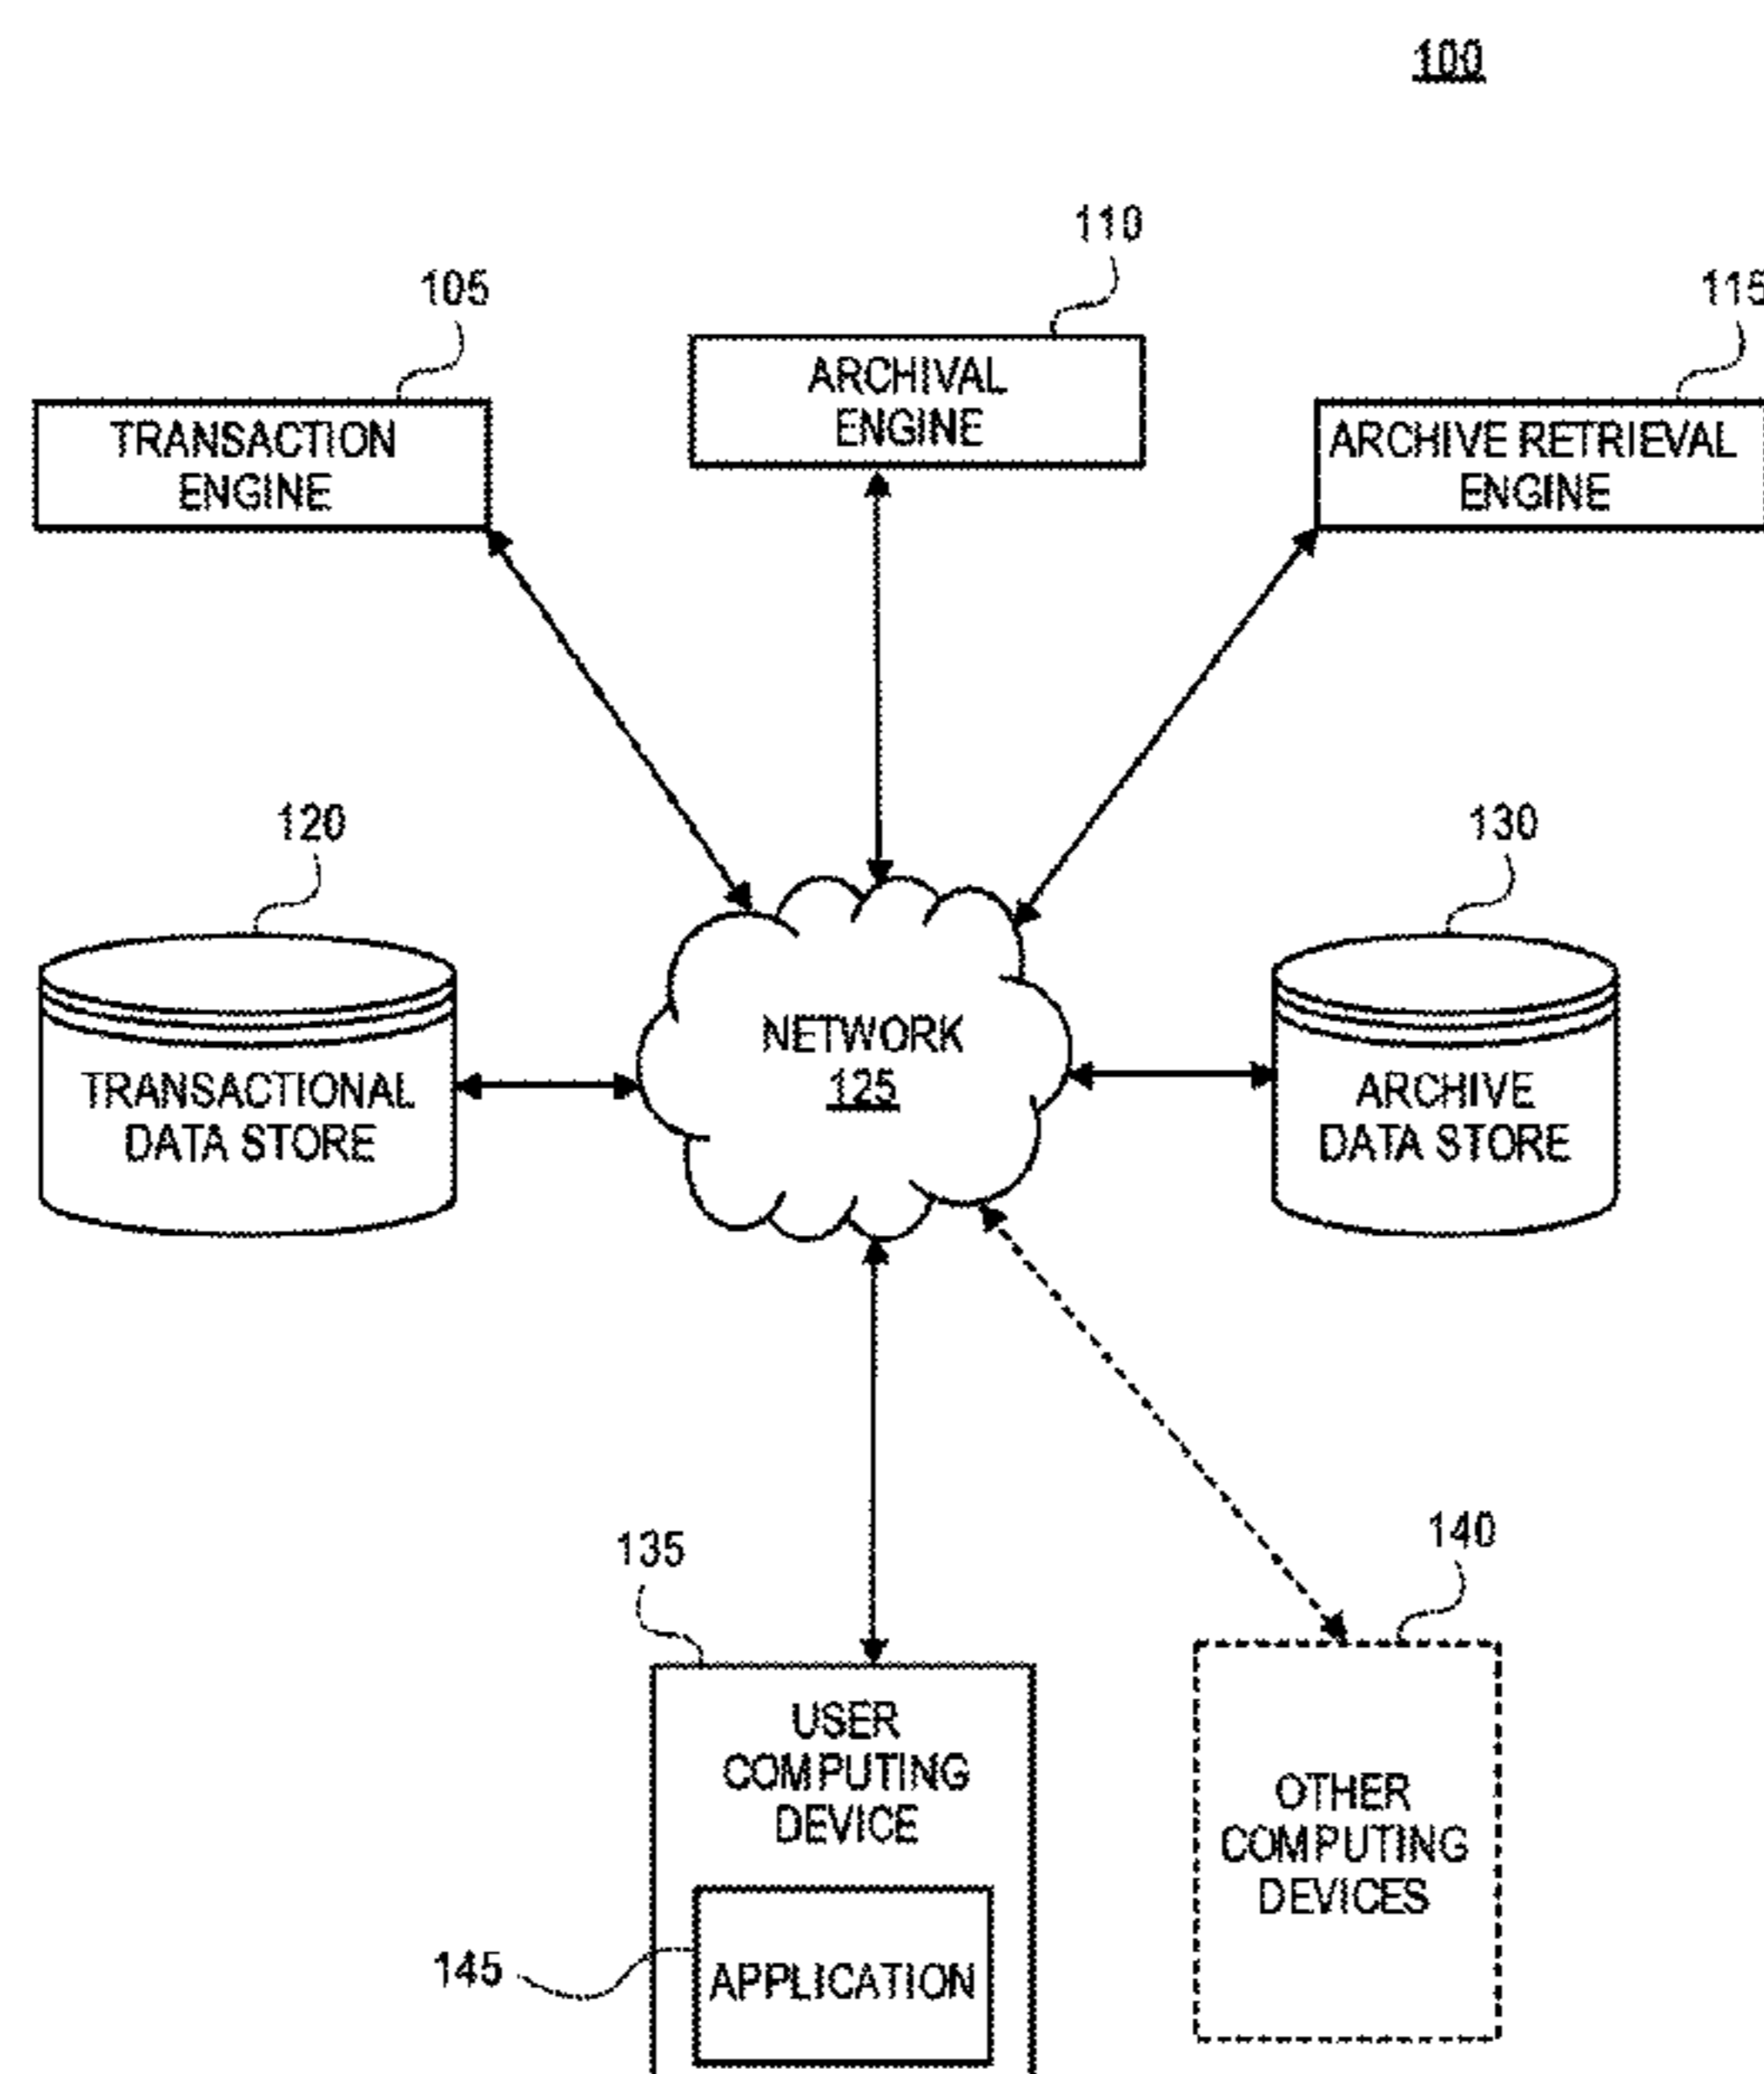 100
110
105
115
ARCHIVAL
ENGINE
TRANSACTION
ENGINE
ARCHIVE RETRIEVAL
ENGINE
120
130
NETWORK
125
TRANSACTIONAL
DATA STORE
ARCHIVE
DATA STORE
135
140
USER
COMPUTING
DEVICE
OTHER
COMPUTING
DEVICES
145
APPLICATION